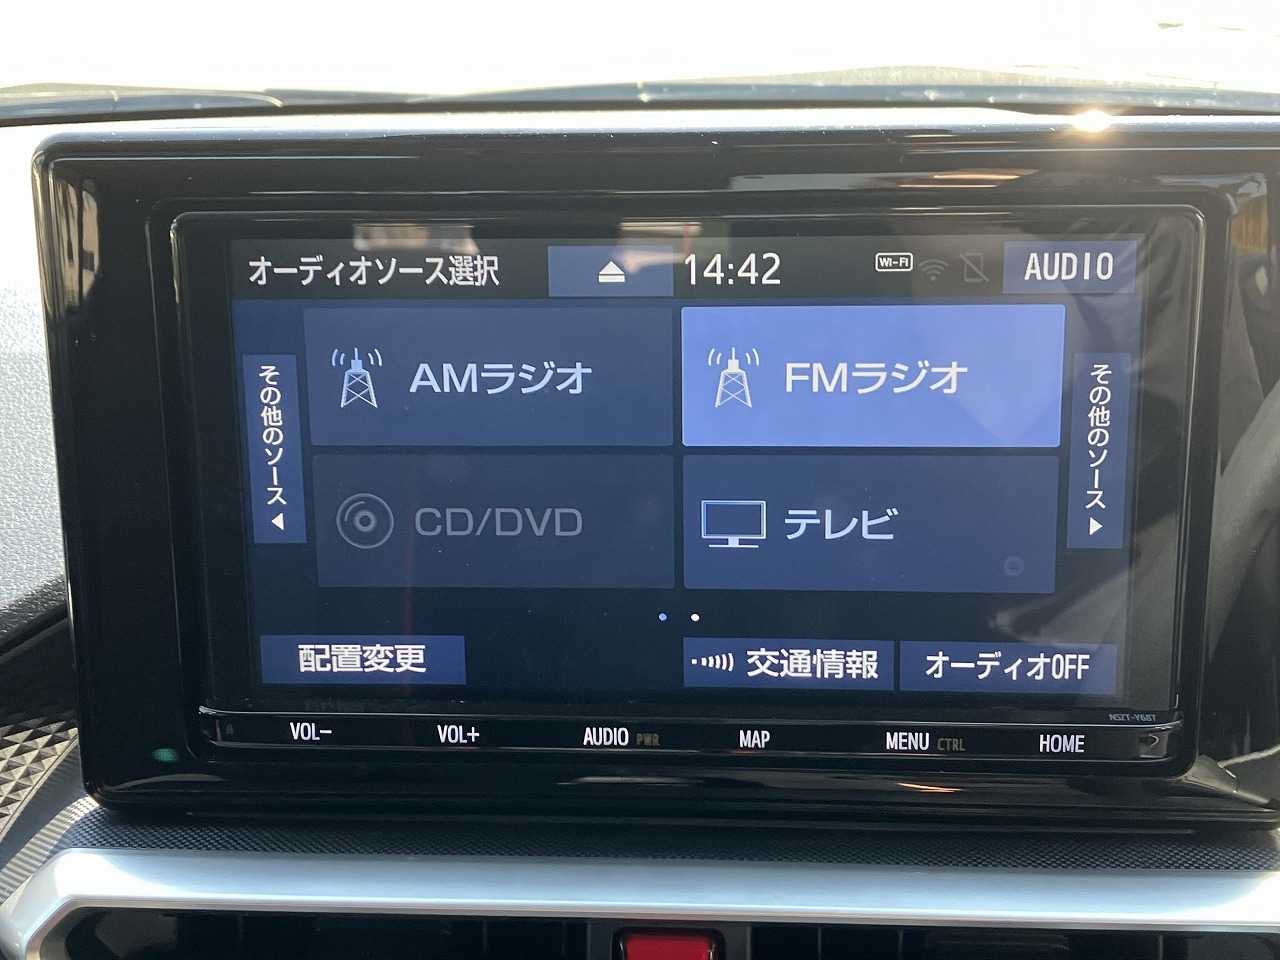 オーディオソース選択
14:42
Wi-Fi
AUDIO
その他のソース
AMラジオ
FMラジオ
その他のソース
CD/DVD
テレビ
配置変更
交通情報
オーディオOFF
NSZT-Y68T
VOL−
VOL+
AUDIO PWR
MAP
MENU CTRL
HOME